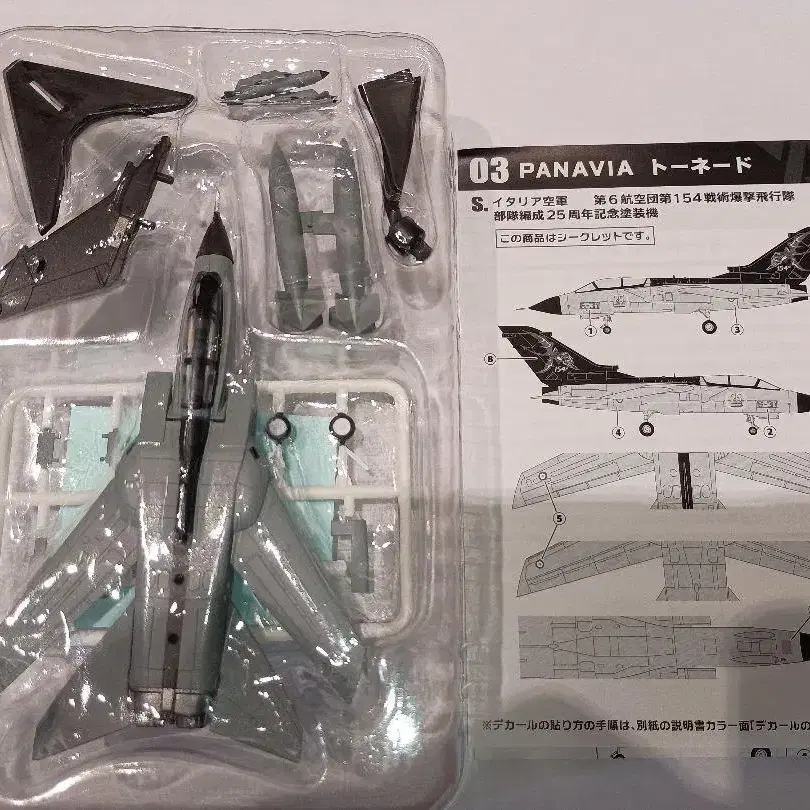 03 PANAVIA トーネード
S. イタリア空軍 第6航空団第154戦術爆撃飛行隊
部隊編成25周年記念塗装機
この商品はシークレットです。
1
3
8
4
2
5
※デカールの貼り方の手順は、別紙の説明書カラー面「デカールの